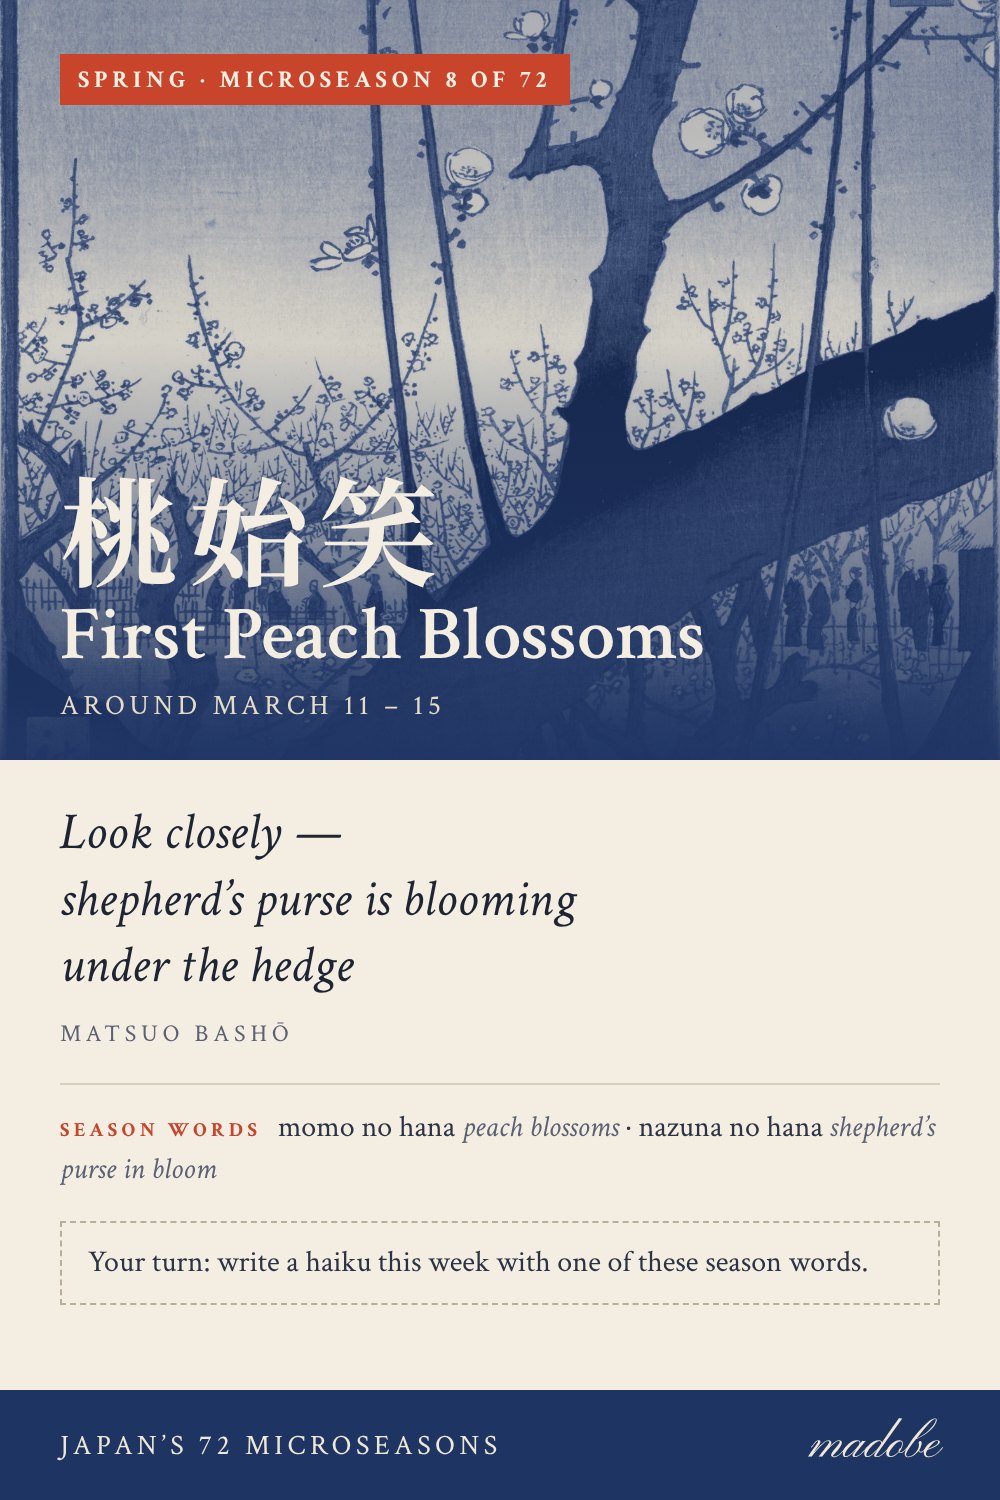 SPRING · MICROSEASON 8 OF 72
桃始笑
First Peach Blossoms
AROUND MARCH 11 – 15
Look closely —
shepherd’s purse is blooming
under the hedge
MATSUO BASHŌ
SEASON WORDS momo no hana peach blossoms · nazuna no hana shepherd’s
purse in bloom
Your turn: write a haiku this week with one of these season words.
JAPAN’S 72 MICROSEASONS
madobe